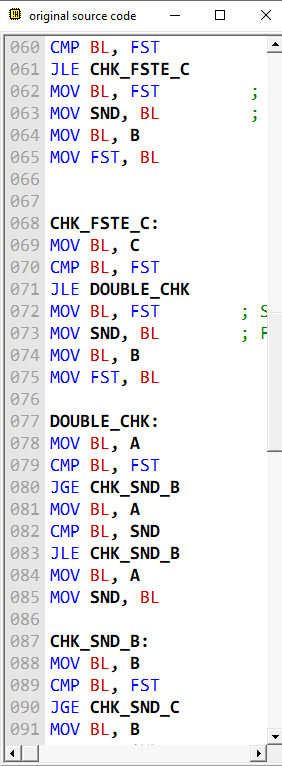 original source code
060 CMP BL, FST
061 JLE CHK_FSTE_C
062 MOV BL, FST ;
063 MOV SND, BL ;
064 MOV BL, B
065 MOV FST, BL
066
067
068 CHK_FSTE_C:
069 MOV BL, C
070 CMP BL, FST
071 JLE DOUBLE_CHK
072 MOV BL, FST ; S
073 MOV SND, BL ; F
074 MOV BL, B
075 MOV FST, BL
076
077 DOUBLE_CHK:
078 MOV BL, A
079 CMP BL, FST
080 JGE CHK_SND_B
081 MOV BL, A
082 CMP BL, SND
083 JLE CHK_SND_B
084 MOV BL, A
085 MOV SND, BL
086
087 CHK_SND_B:
088 MOV BL, B
089 CMP BL, FST
090 JGE CHK_SND_C
091 MOV BL, B